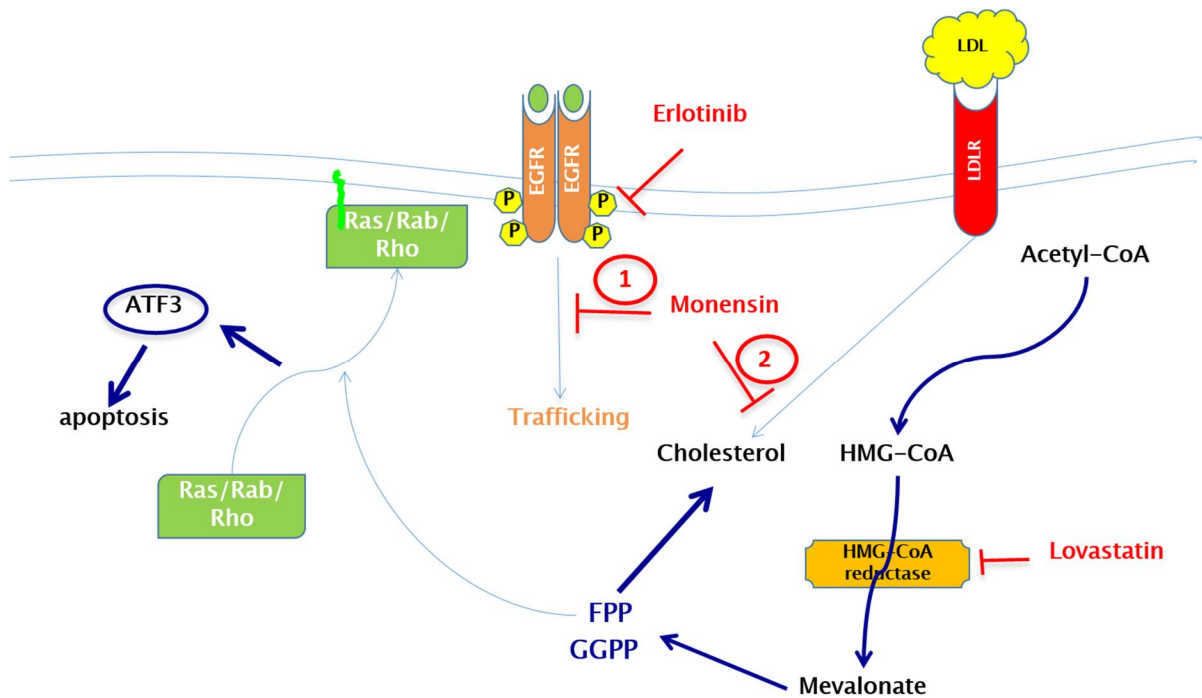 LDL
Erlotinib
EGFR
EGFR
LDLR
P
P
P
P
Ras/Rab/
Rho
Acetyl-CoA
1
ATF3
Monensin
2
apoptosis
Trafficking
Cholesterol
HMG-CoA
Ras/Rab/
Rho
HMG-CoA
reductase
Lovastatin
FPP
GGPP
Mevalonate